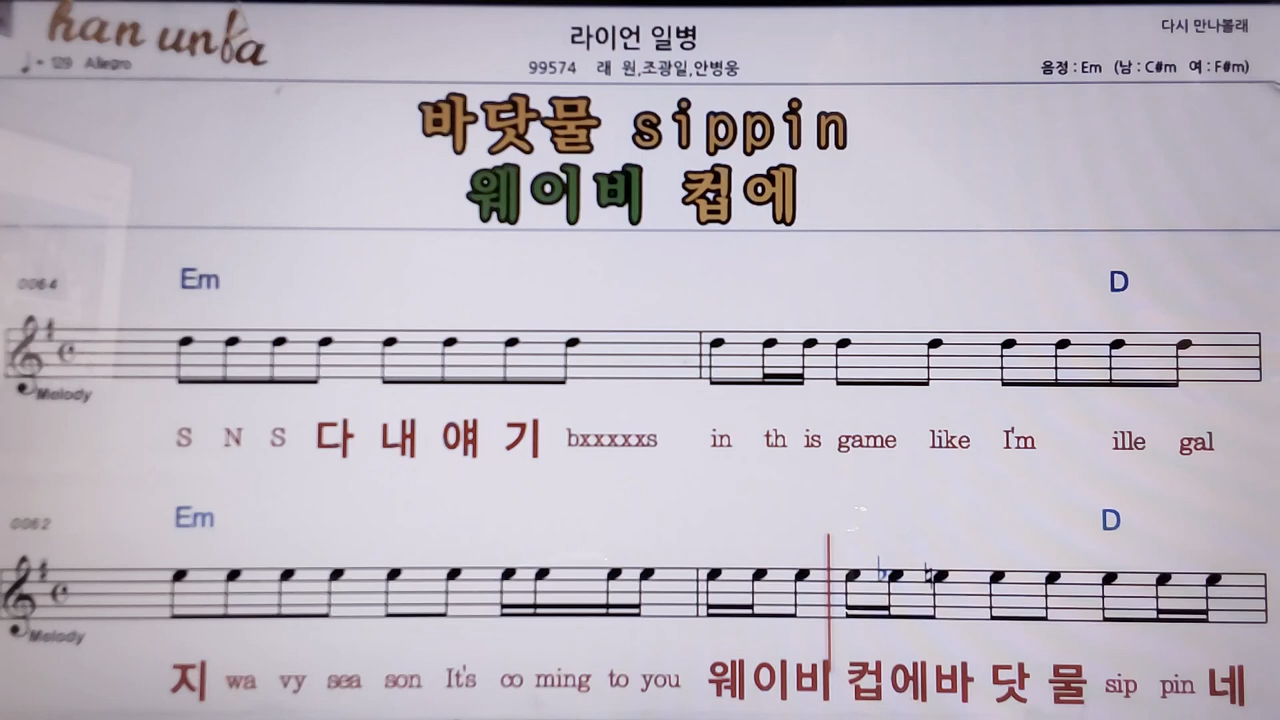 han unba
라이언 일병
다시 만나볼래
♩= 129 Allegro
99574 래 원,조광일,안병웅
음정 : Em (남 : C#m 여 : F#m)
바닷물 sippin
웨이비 컵에
0064
Em D
Melody
S N S 다 내 얘 기 bxxxxxs in th is game like I'm ille gal
0062
Em D
Melody
지 wa vy sea son It's co ming to you 웨이비 컵에바 닷 물 sip pin 네